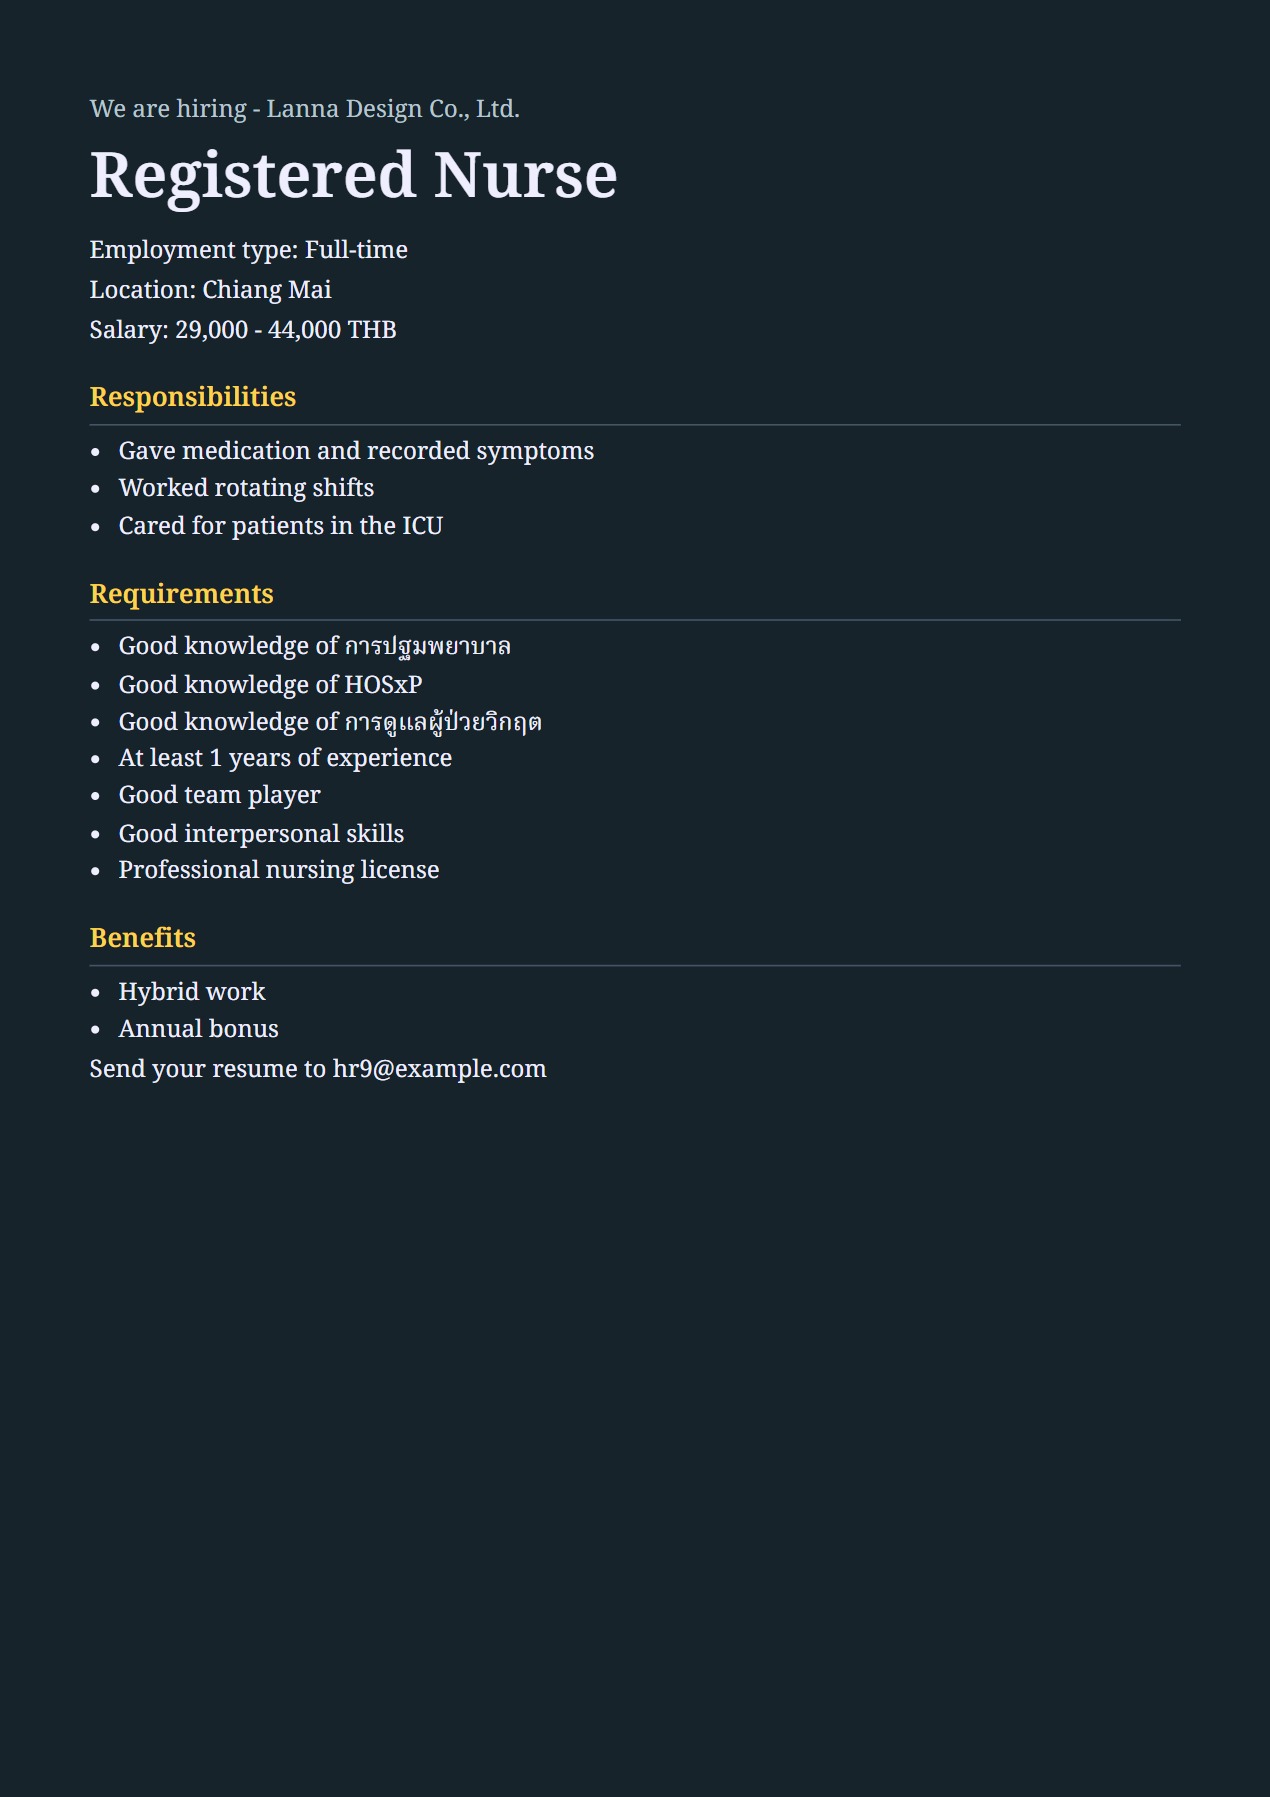 We are hiring - Lanna Design Co., Ltd.
Registered Nurse
Employment type: Full-time
Location: Chiang Mai
Salary: 29,000 - 44,000 THB
Responsibilities
• Gave medication and recorded symptoms
• Worked rotating shifts
• Cared for patients in the ICU
Requirements
• Good knowledge of การปฐมพยาบาล
• Good knowledge of HOSxP
• Good knowledge of การดูแลผู้ป่วยวิกฤต
• At least 1 years of experience
• Good team player
• Good interpersonal skills
• Professional nursing license
Benefits
• Hybrid work
• Annual bonus
Send your resume to hr9@example.com